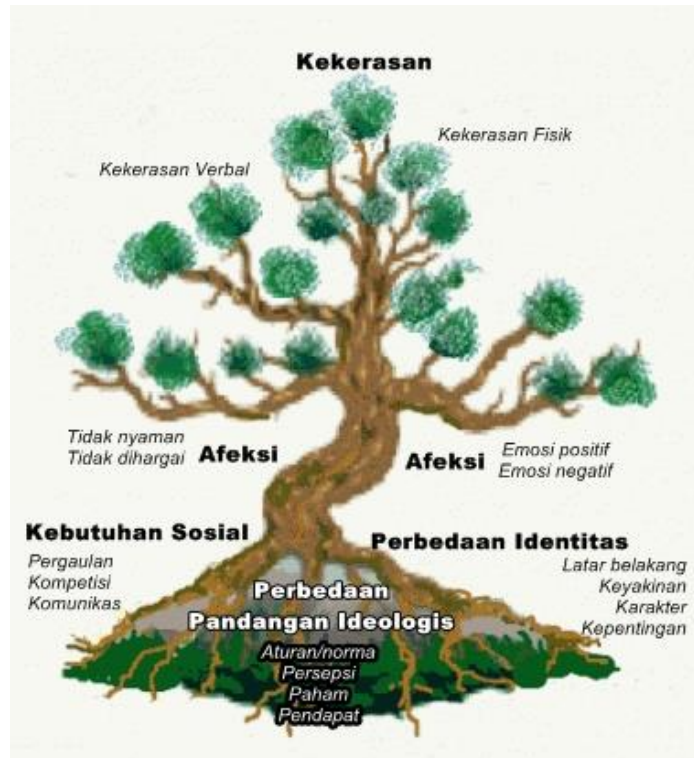 Kekerasan
Kekerasan Fisik
Kekerasan Verbal
Tidak nyaman
Tidak dihargai
Afeksi
Afeksi
Emosi positif
Emosi negatif
Kebutuhan Sosial
Pergaulan
Kompetisi
Komunikas
Perbedaan Identitas
Latar belakang
Keyakinan
Karakter
Kepentingan
Perbedaan
Pandangan Ideologis
Aturan/norma
Persepsi
Paham
Pendapat